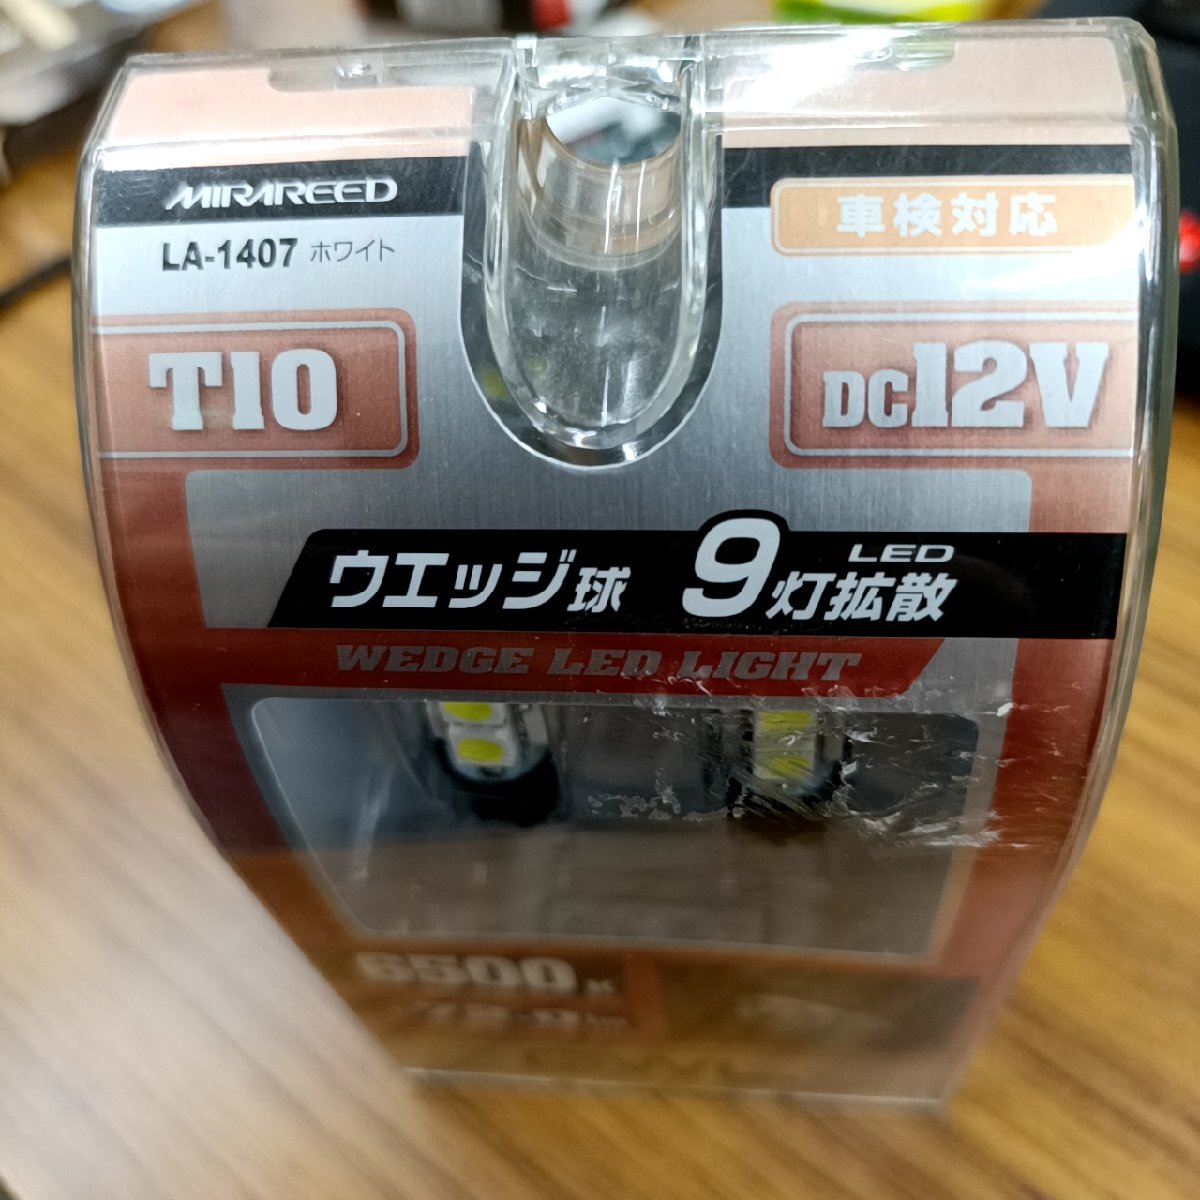 MIRAREED
LA-1407 ホワイト
車検対応
T10
DC12V
ウエッジ球 9灯拡散
LED
WEDGE LED LIGHT
6500K